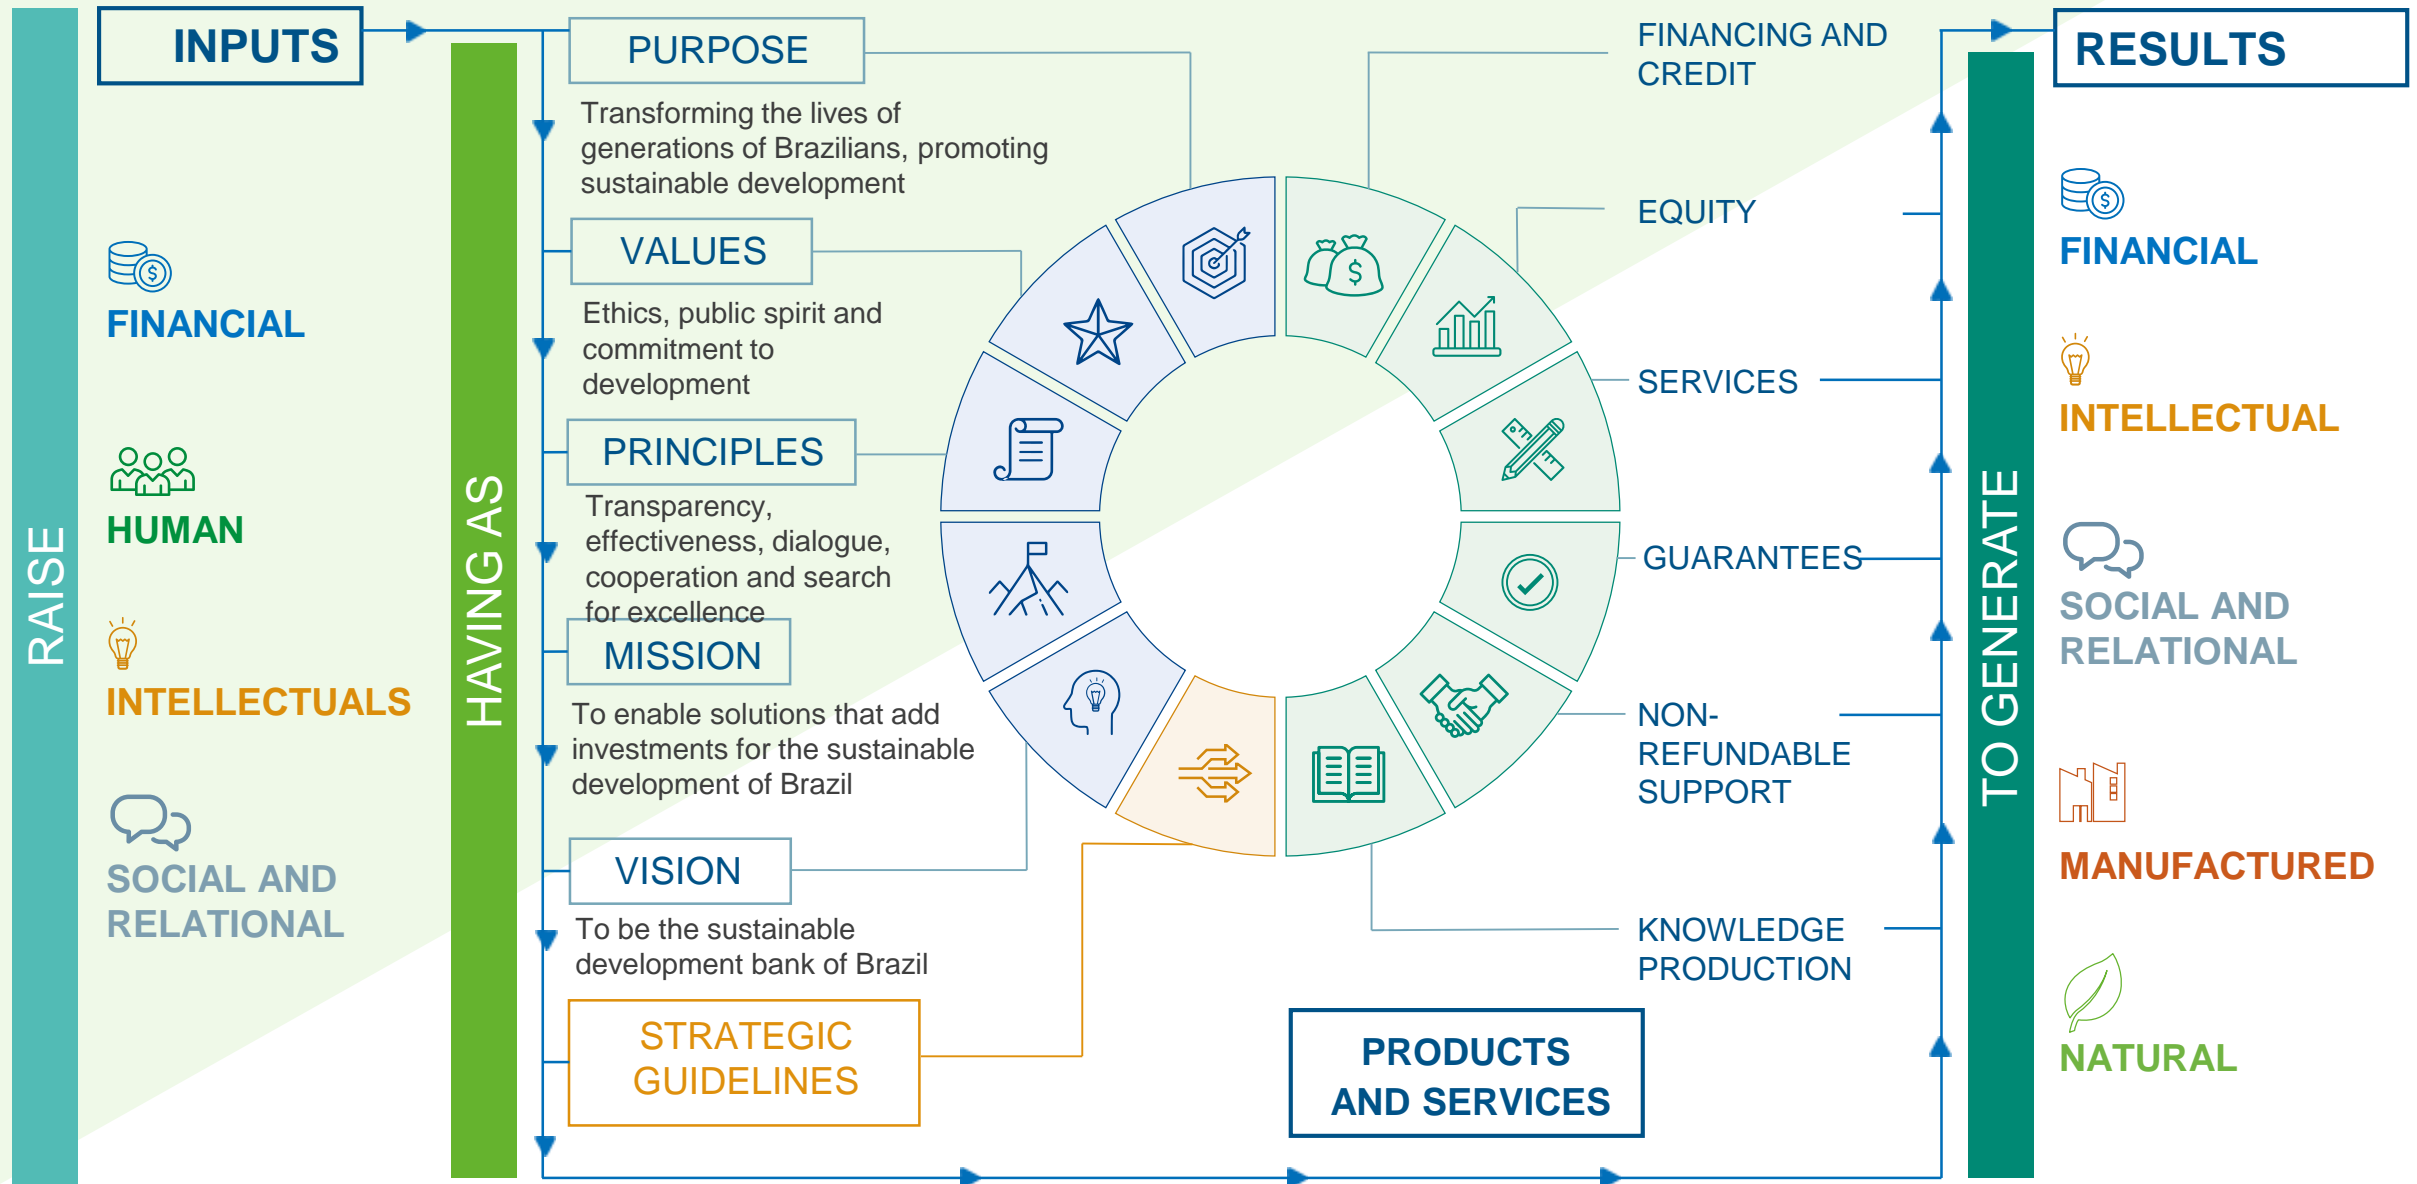 RAISE
INPUTS
FINANCIAL
HUMAN
INTELLECTUALS
SOCIAL AND
RELATIONAL
HAVING AS
PURPOSE
Transforming the lives of
generations of Brazilians, promoting
sustainable development
VALUES
Ethics, public spirit and
commitment to
development
PRINCIPLES
Transparency,
effectiveness, dialogue,
cooperation and search
for excellence
MISSION
To enable solutions that add
investments for the sustainable
development of Brazil
VISION
To be the sustainable
development bank of Brazil
STRATEGIC
GUIDELINES
FINANCING AND
CREDIT
EQUITY
SERVICES
GUARANTEES
NON-
REFUNDABLE
SUPPORT
KNOWLEDGE
PRODUCTION
PRODUCTS
AND SERVICES
TO GENERATE
RESULTS
FINANCIAL
INTELLECTUAL
SOCIAL AND
RELATIONAL
MANUFACTURED
NATURAL